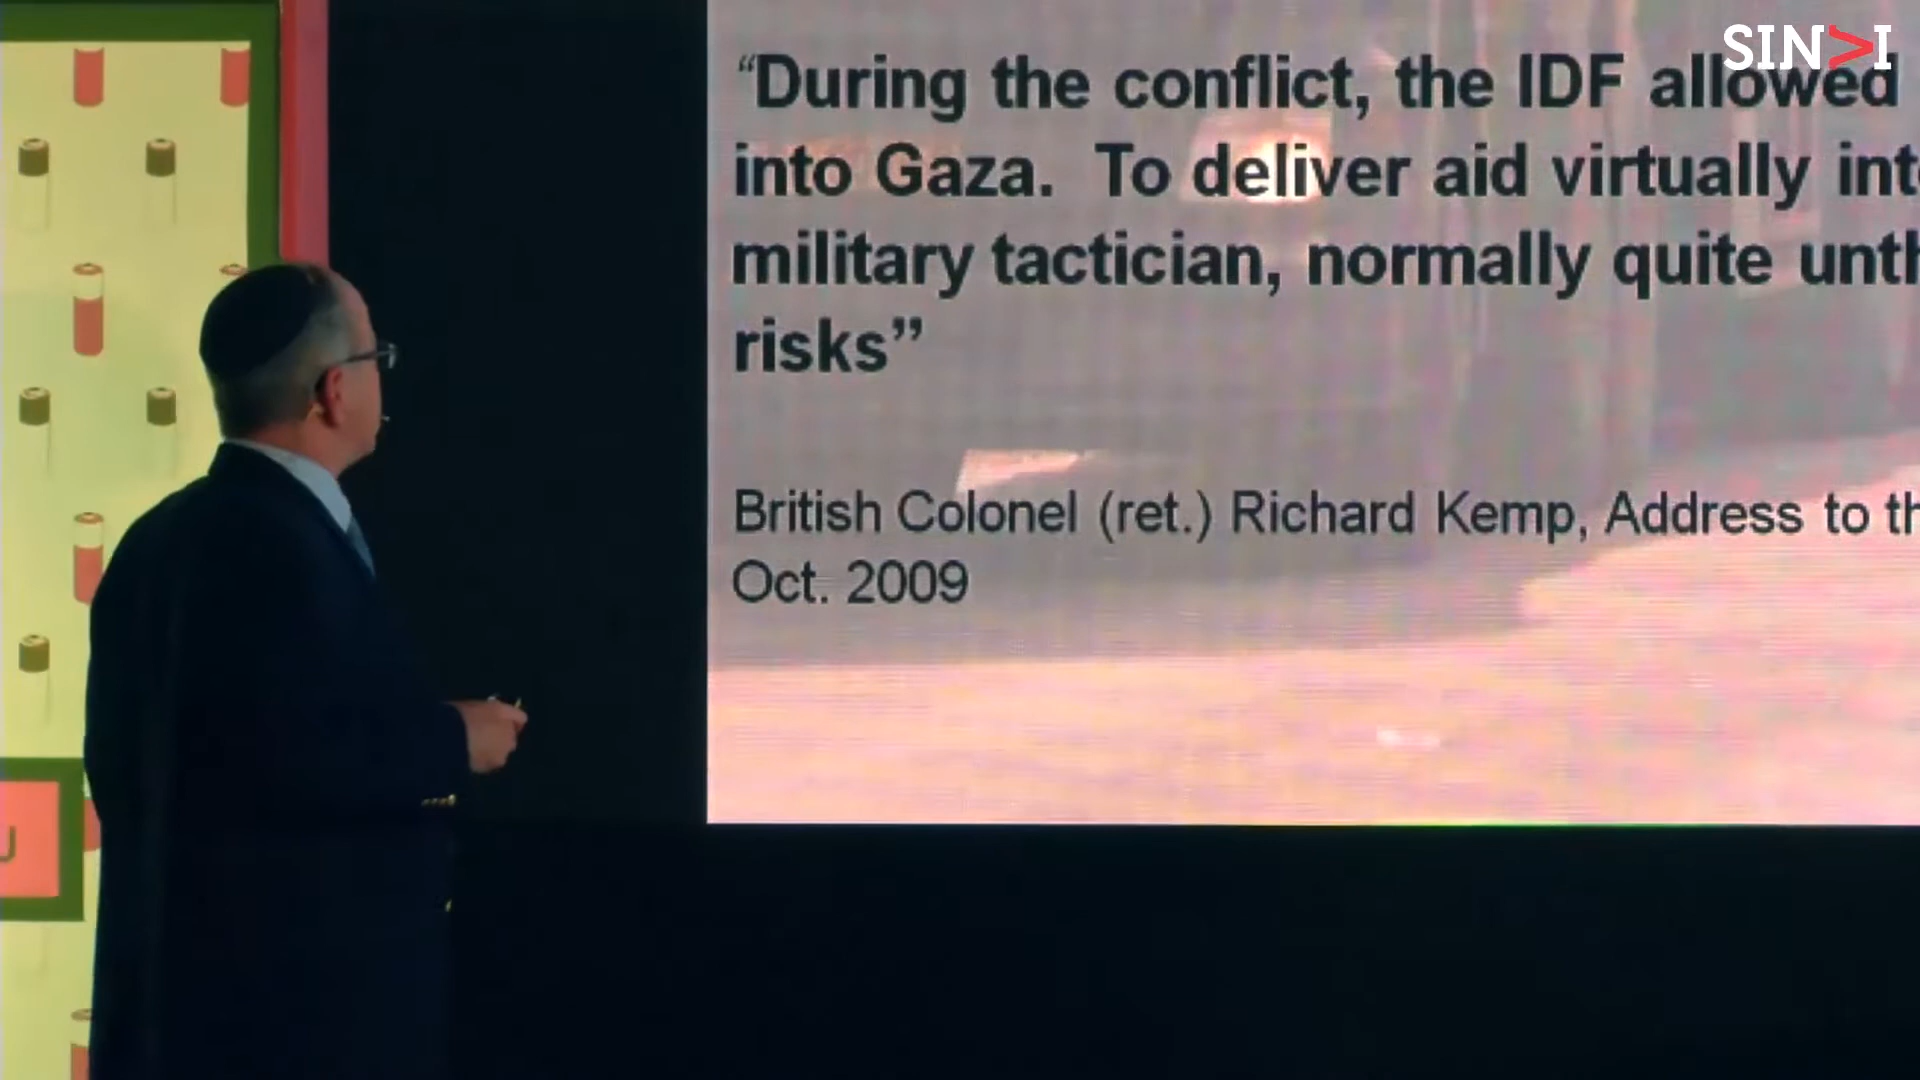 SIN>I
“During the conflict, the IDF allowed
into Gaza. To deliver aid virtually int
military tactician, normally quite unth
risks”
British Colonel (ret.) Richard Kemp, Address to th
Oct. 2009